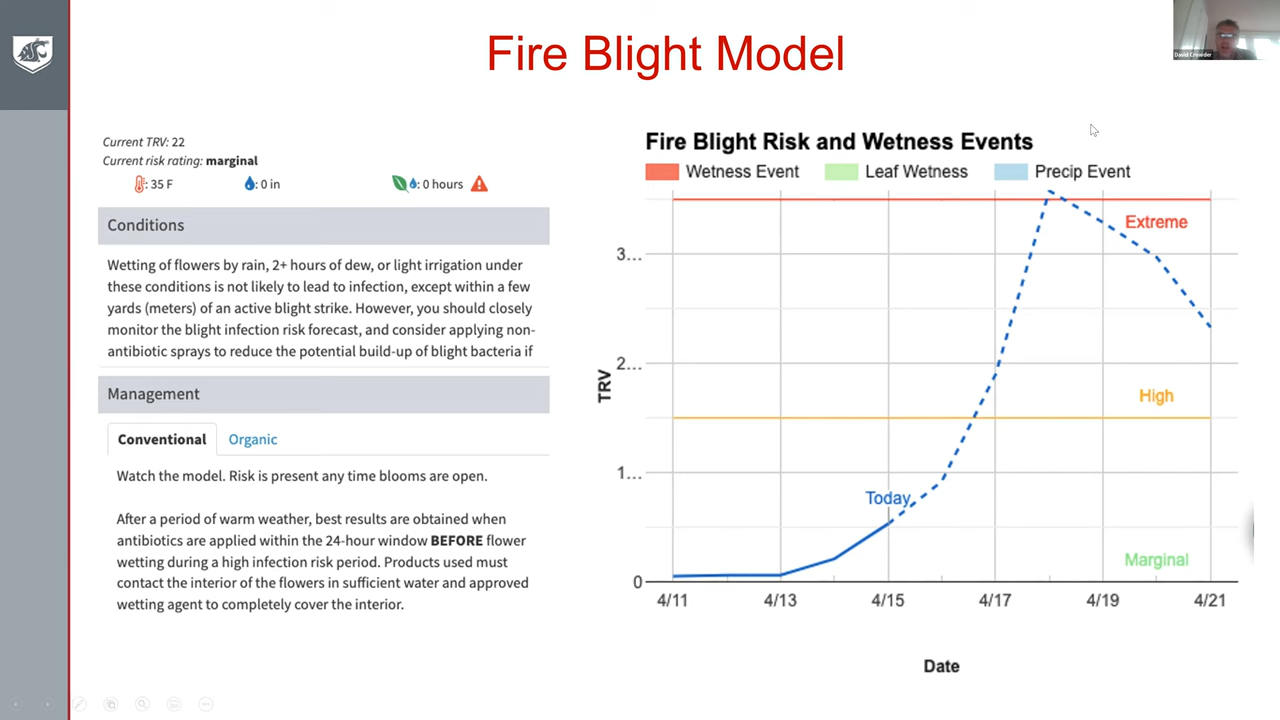 Fire Blight Model
David Crowder
Current TRV: 22
Current risk rating: marginal
: 35 F
: 0 in
: 0 hours
Conditions
Wetting of flowers by rain, 2+ hours of dew, or light irrigation under
these conditions is not likely to lead to infection, except within a few
yards (meters) of an active blight strike. However, you should closely
monitor the blight infection risk forecast, and consider applying non-
antibiotic sprays to reduce the potential build-up of blight bacteria if
Management
Conventional
Organic
Watch the model. Risk is present any time blooms are open.
After a period of warm weather, best results are obtained when
antibiotics are applied within the 24-hour window BEFORE flower
wetting during a high infection risk period. Products used must
contact the interior of the flowers in sufficient water and approved
wetting agent to completely cover the interior.
Fire Blight Risk and Wetness Events
Wetness Event
Leaf Wetness
Precip Event
Extreme
3...
2...
TRV
High
1...
Today
Marginal
0
4/11
4/13
4/15
4/17
4/19
4/21
Date